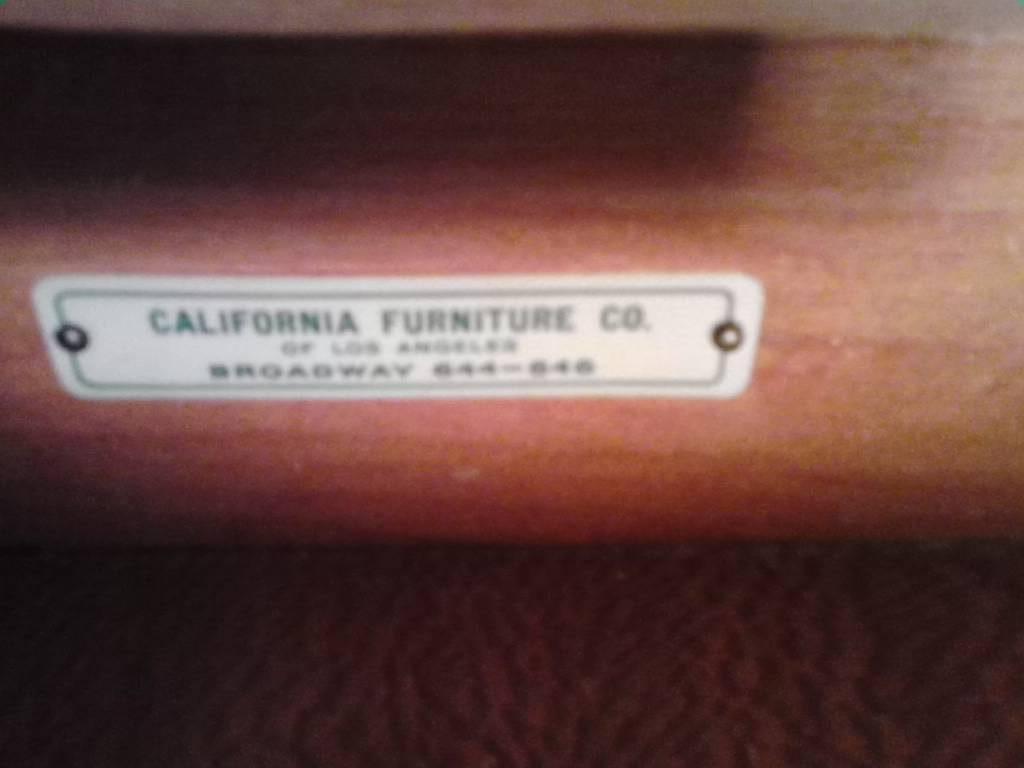 CALIFORNIA FURNITURE CO.
OF LOS ANGELES
BROADWAY 644-646